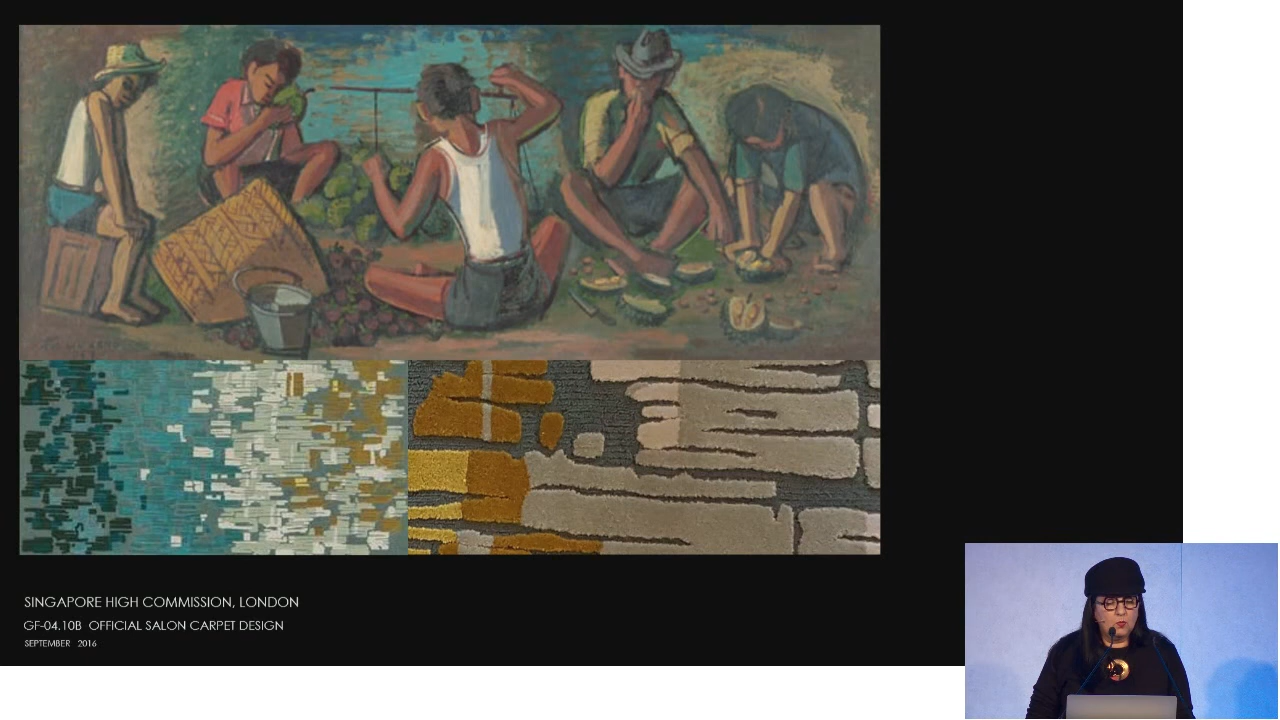 SINGAPORE HIGH COMMISSION, LONDON
GF-04.10B OFFICIAL SALON CARPET DESIGN
SEPTEMBER 2016